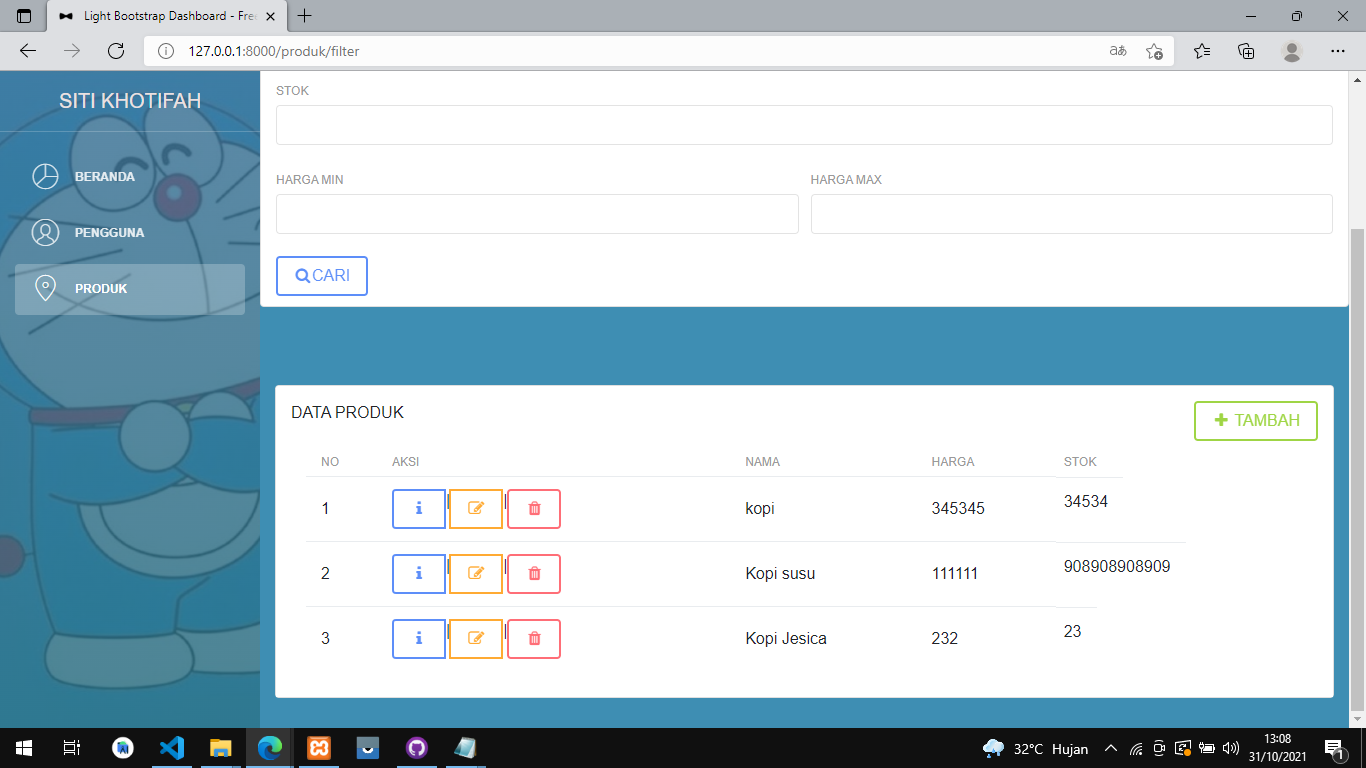 Light Bootstrap Dashboard - Free
127.0.0.1:8000/produk/filter
SITI KHOTIFAH
BERANDA
PENGGUNA
PRODUK
STOK
HARGA MIN HARGA MAX
CARI
DATA PRODUK
TAMBAH
NO AKSI NAMA HARGA STOK
1 kopi 345345 34534
2 Kopi susu 111111 908908908909
3 Kopi Jesica 232 23
32°C Hujan
13:08
31/10/2021
1